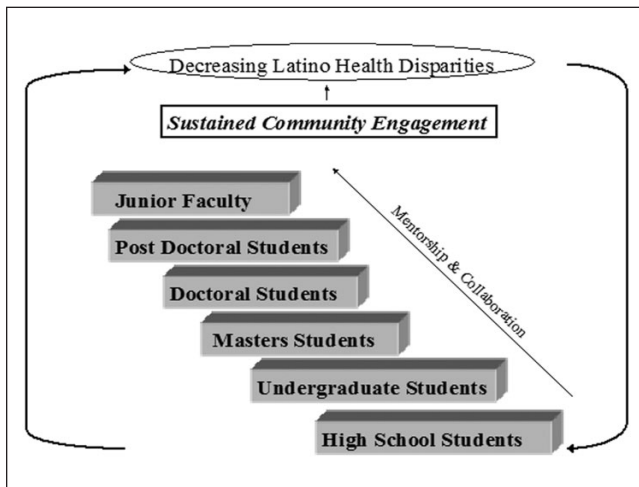 Decreasing Latino Health Disparities
Sustained Community Engagement
Junior Faculty
Post Doctoral Students
Doctoral Students
Masters Students
Undergraduate Students
High School Students
Mentorship & Collaboration